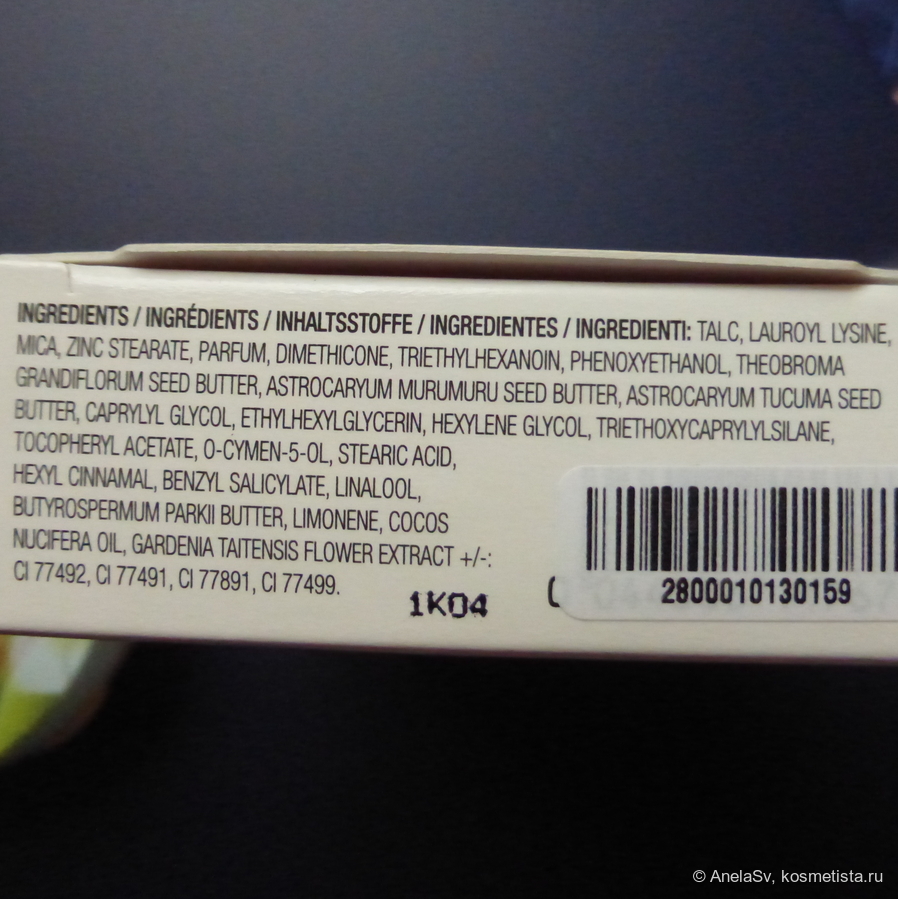 INGREDIENTS / INGRÉDIENTS / INHALTSSTOFFE / INGREDIENTES / INGREDIENTI: TALC, LAUROYL LYSINE,
MICA, ZINC STEARATE, PARFUM, DIMETHICONE, TRIETHYLHEXANOIN, PHENOXYETHANOL, THEOBROMA
GRANDIFLORUM SEED BUTTER, ASTROCARYUM MURUMURU SEED BUTTER, ASTROCARYUM TUCUMA SEED
BUTTER, CAPRYLYL GLYCOL, ETHYLHEXYLGLYCERIN, HEXYLENE GLYCOL, TRIETHOXYCAPRYLYLSILANE,
TOCOPHERYL ACETATE, O-CYMEN-5-OL, STEARIC ACID,
HEXYL CINNAMAL, BENZYL SALICYLATE, LINALOOL,
BUTYROSPERMUM PARKII BUTTER, LIMONENE, COCOS
NUCIFERA OIL, GARDENIA TAITENSIS FLOWER EXTRACT +/-:
CI 77492, CI 77491, CI 77891, CI 77499.
1K04
2800010130159
© AnelaSv, kosmetista.ru